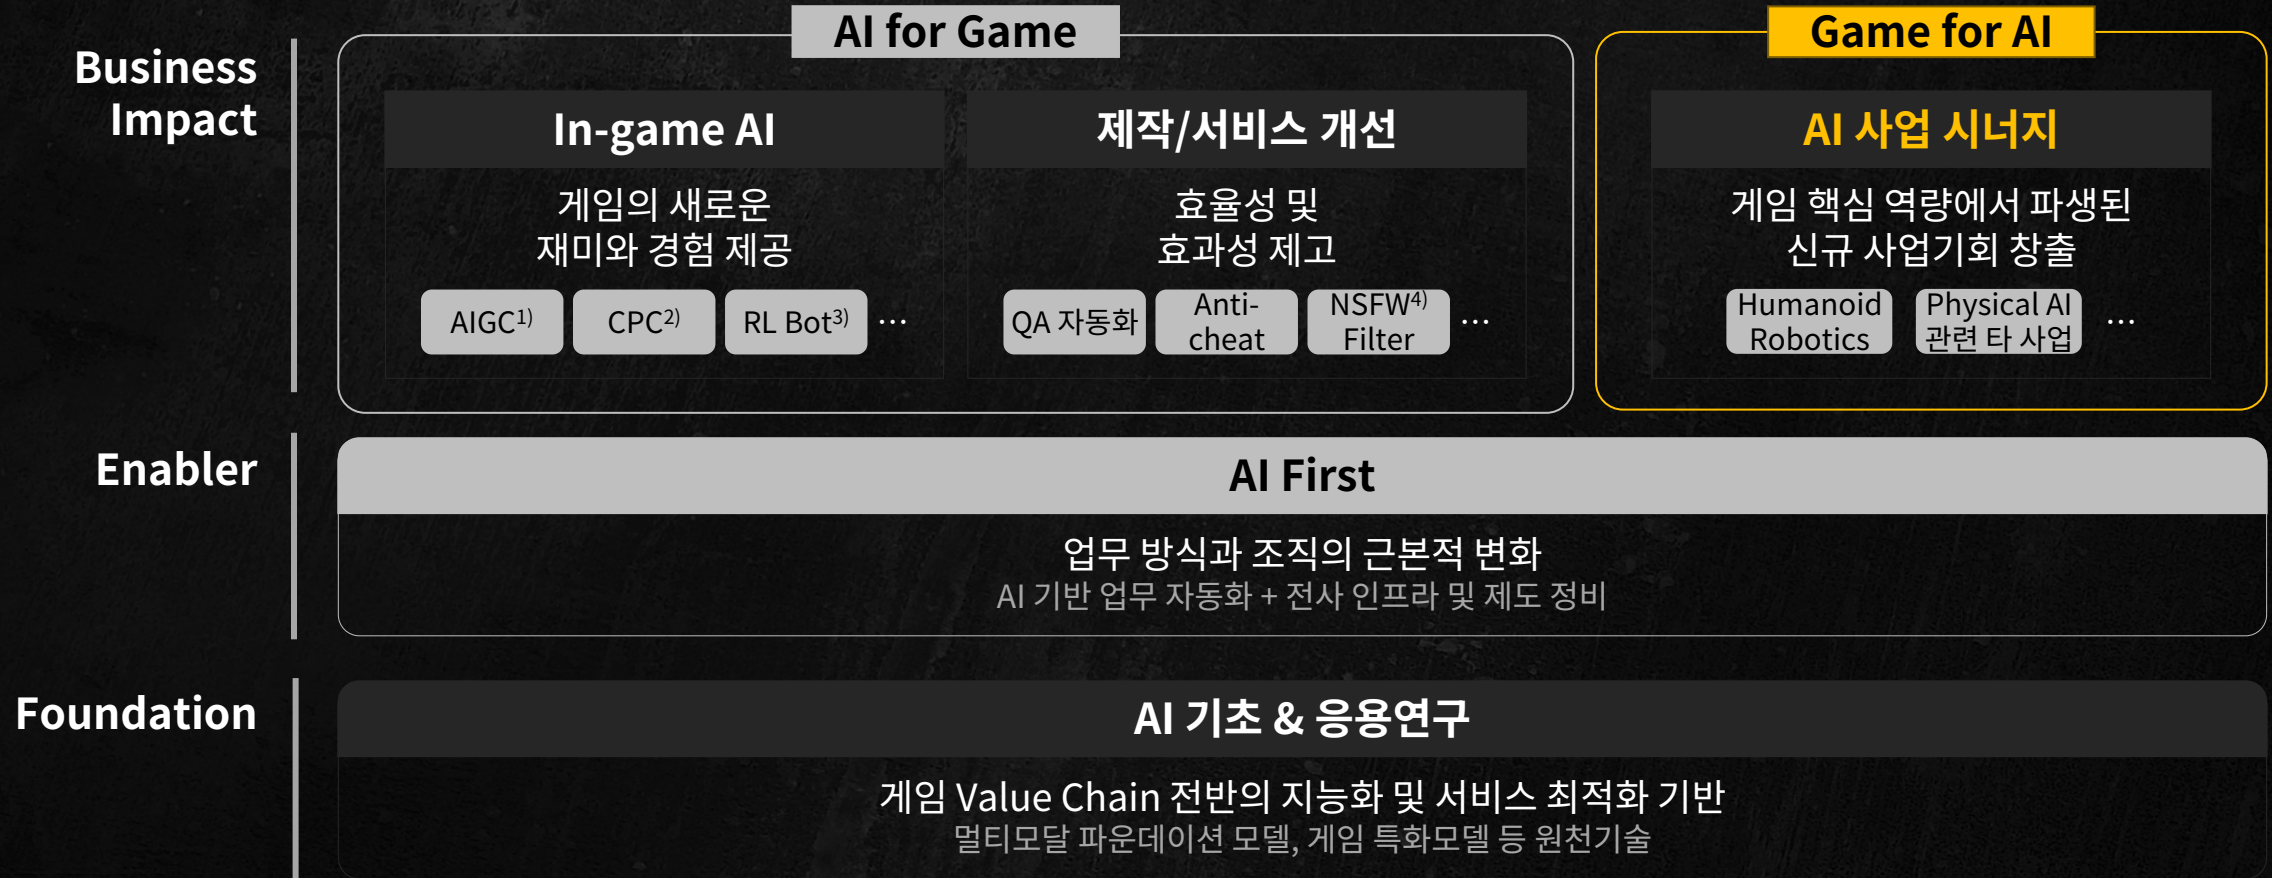 Business
Impact
AI for Game
In-game AI
게임의 새로운
재미와 경험 제공
AIGC1)
CPC2)
RL Bot3)
···
제작/서비스 개선
효율성 및
효과성 제고
QA 자동화
Anti-
cheat
NSFW4)
Filter
···
Game for AI
AI 사업 시너지
게임 핵심 역량에서 파생된
신규 사업기회 창출
Humanoid
Robotics
Physical AI
관련 타 사업
···
Enabler
AI First
업무 방식과 조직의 근본적 변화
AI 기반 업무 자동화 + 전사 인프라 및 제도 정비
Foundation
AI 기초 & 응용연구
게임 Value Chain 전반의 지능화 및 서비스 최적화 기반
멀티모달 파운데이션 모델, 게임 특화모델 등 원천기술